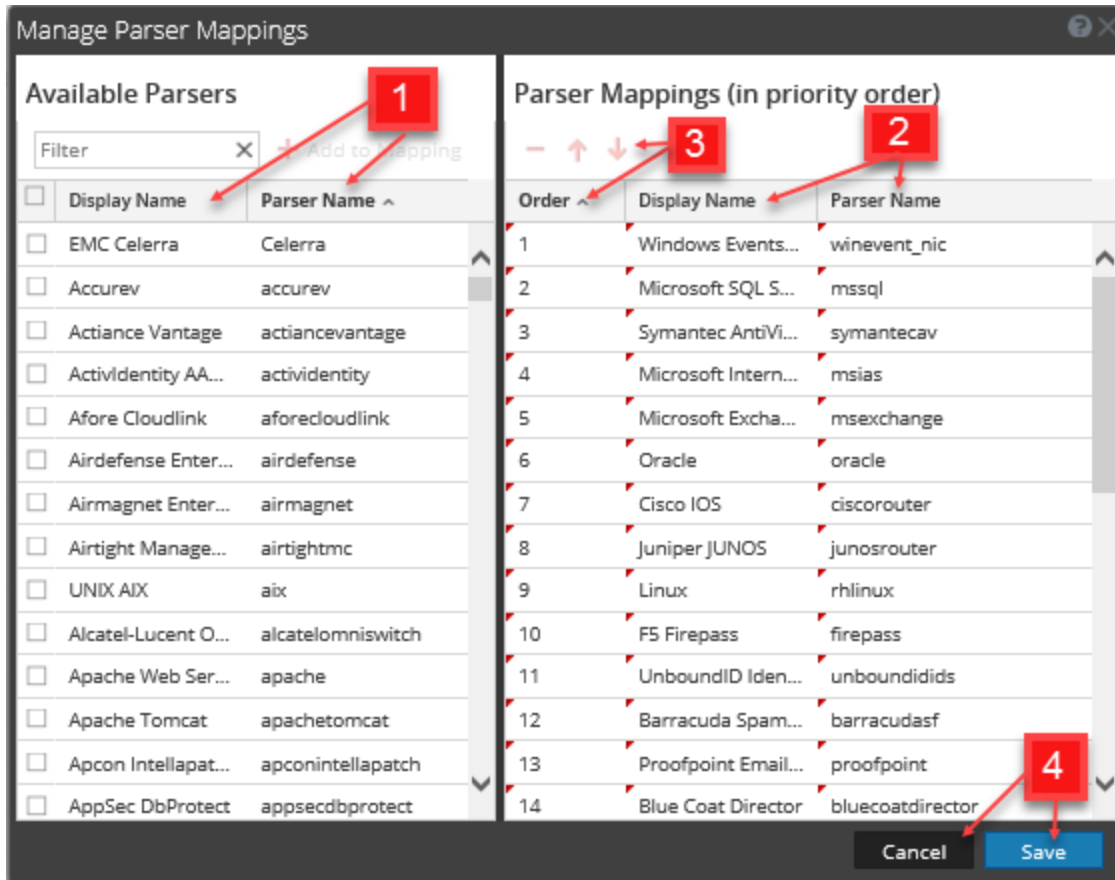 Manage Parser Mappings
Available Parsers
1
Filter
Add to Mapping
Display Name Parser Name
EMC Celerra Celerra
Accurev accurev
Actiance Vantage actiancevantage
ActivIdentity AA... actividentity
Afore Cloudlink aforecloudlink
Airdefense Enter... airdefense
Airmagnet Enter... airmagnet
Airtight Manage... airtightmc
UNIX AIX aix
Alcatel-Lucent O... alcatelomniswitch
Apache Web Ser... apache
Apache Tomcat apachetomcat
Apcon Intellapat... apconintellapatch
AppSec DbProtect appsecdbprotect
Parser Mappings (in priority order)
3
2
Order Display Name Parser Name
1 Windows Events... winevent_nic
2 Microsoft SQL S... mssql
3 Symantec AntiVi... symantecav
4 Microsoft Intern... msias
5 Microsoft Excha... msexchange
6 Oracle oracle
7 Cisco IOS ciscorouter
8 Juniper JUNOS junosrouter
9 Linux rhlinux
10 F5 Firepass firepass
11 UnboundID Iden... unboundidids
12 Barracuda Spam... barracudasf
13 Proofpoint Email... proofpoint
14 Blue Coat Director bluecoatdirector
4
Cancel Save